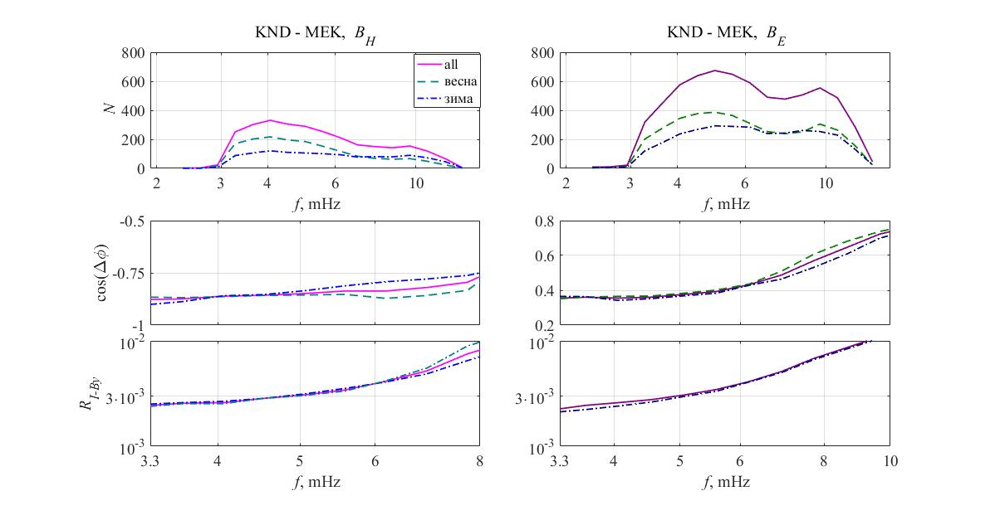 KND - MEK, B_H
800
600
400
200
0
N
all
весна
зима
2 3 4 6 10
f, mHz
-0.5
-0.75
-1
cos(Δϕ)
10^-2
3·10^-3
10^-3
R_I-By
3.3 4 5 6 8
f, mHz
KND - MEK, B_E
800
600
400
200
0
2 3 4 6 10
f, mHz
0.8
0.6
0.4
0.2
10^-2
3·10^-3
10^-3
3.3 4 5 6 8 10
f, mHz